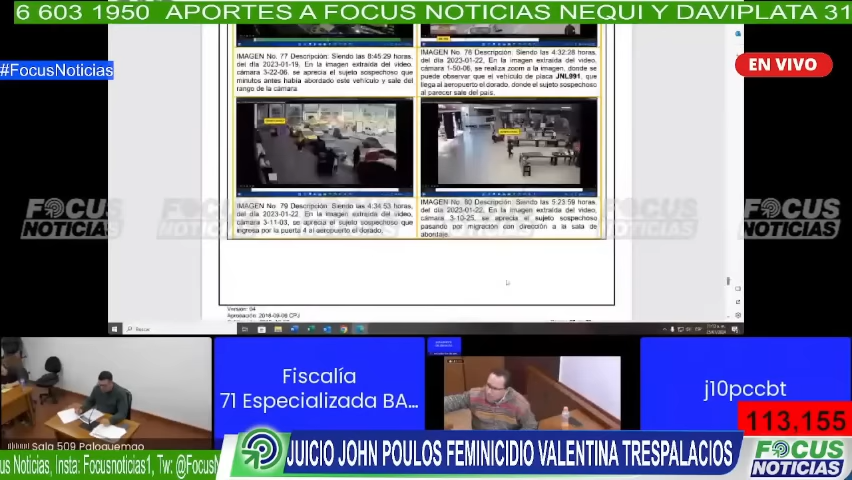 6 603 1950 APORTES A FOCUS NOTICIAS NEQUI Y DAVIPLATA 31
#FocusNoticias
EN VIVO
IMAGEN No. 77 Descripción: Siendo las 8:45:29 horas, del día 2023-01-19. En la imagen extraída del video, cámara 3-22-06, se aprecia el sujeto sospechoso que minutos antes había abordado este vehículo y sale del rango de la cámara
IMAGEN No. 78 Descripción: Siendo las 4:32:28 horas, del día 2023-01-22. En la imagen extraída del video, cámara 1-50-06, se realiza zoom a la imagen, donde se puede observar que el vehículo de placa JNL991, que llega al aeropuerto el dorado, donde el sujeto sospechoso al parecer sale del país.
IMAGEN No. 79 Descripción: Siendo las 4:34:53 horas, del día 2023-01-22. En la imagen extraída del video, cámara 3-11-03, se aprecia el sujeto sospechoso que ingresa por la puerta 4 al aeropuerto el dorado.
IMAGEN No. 80 Descripción: Siendo las 5:23:59 horas, del día 2023-01-22. En la imagen extraída del video, cámara 3-10-25, se aprecia el sujeto sospechoso pasando por migración con dirección a la sala de abordaje.
FOCUS NOTICIAS
FOCUS NOTICIAS
FOCUS NOTICIAS
Versión: 04
Buscar
Sala 509 Paloquemao
Fiscalía
71 Especializada BA...
j10pccbt
113,155
JUICIO JOHN POULOS FEMINICIDIO VALENTINA TRESPALACIOS
FOCUS NOTICIAS
us Noticias, Insta: Focusnoticias1, Tw: @FocusN